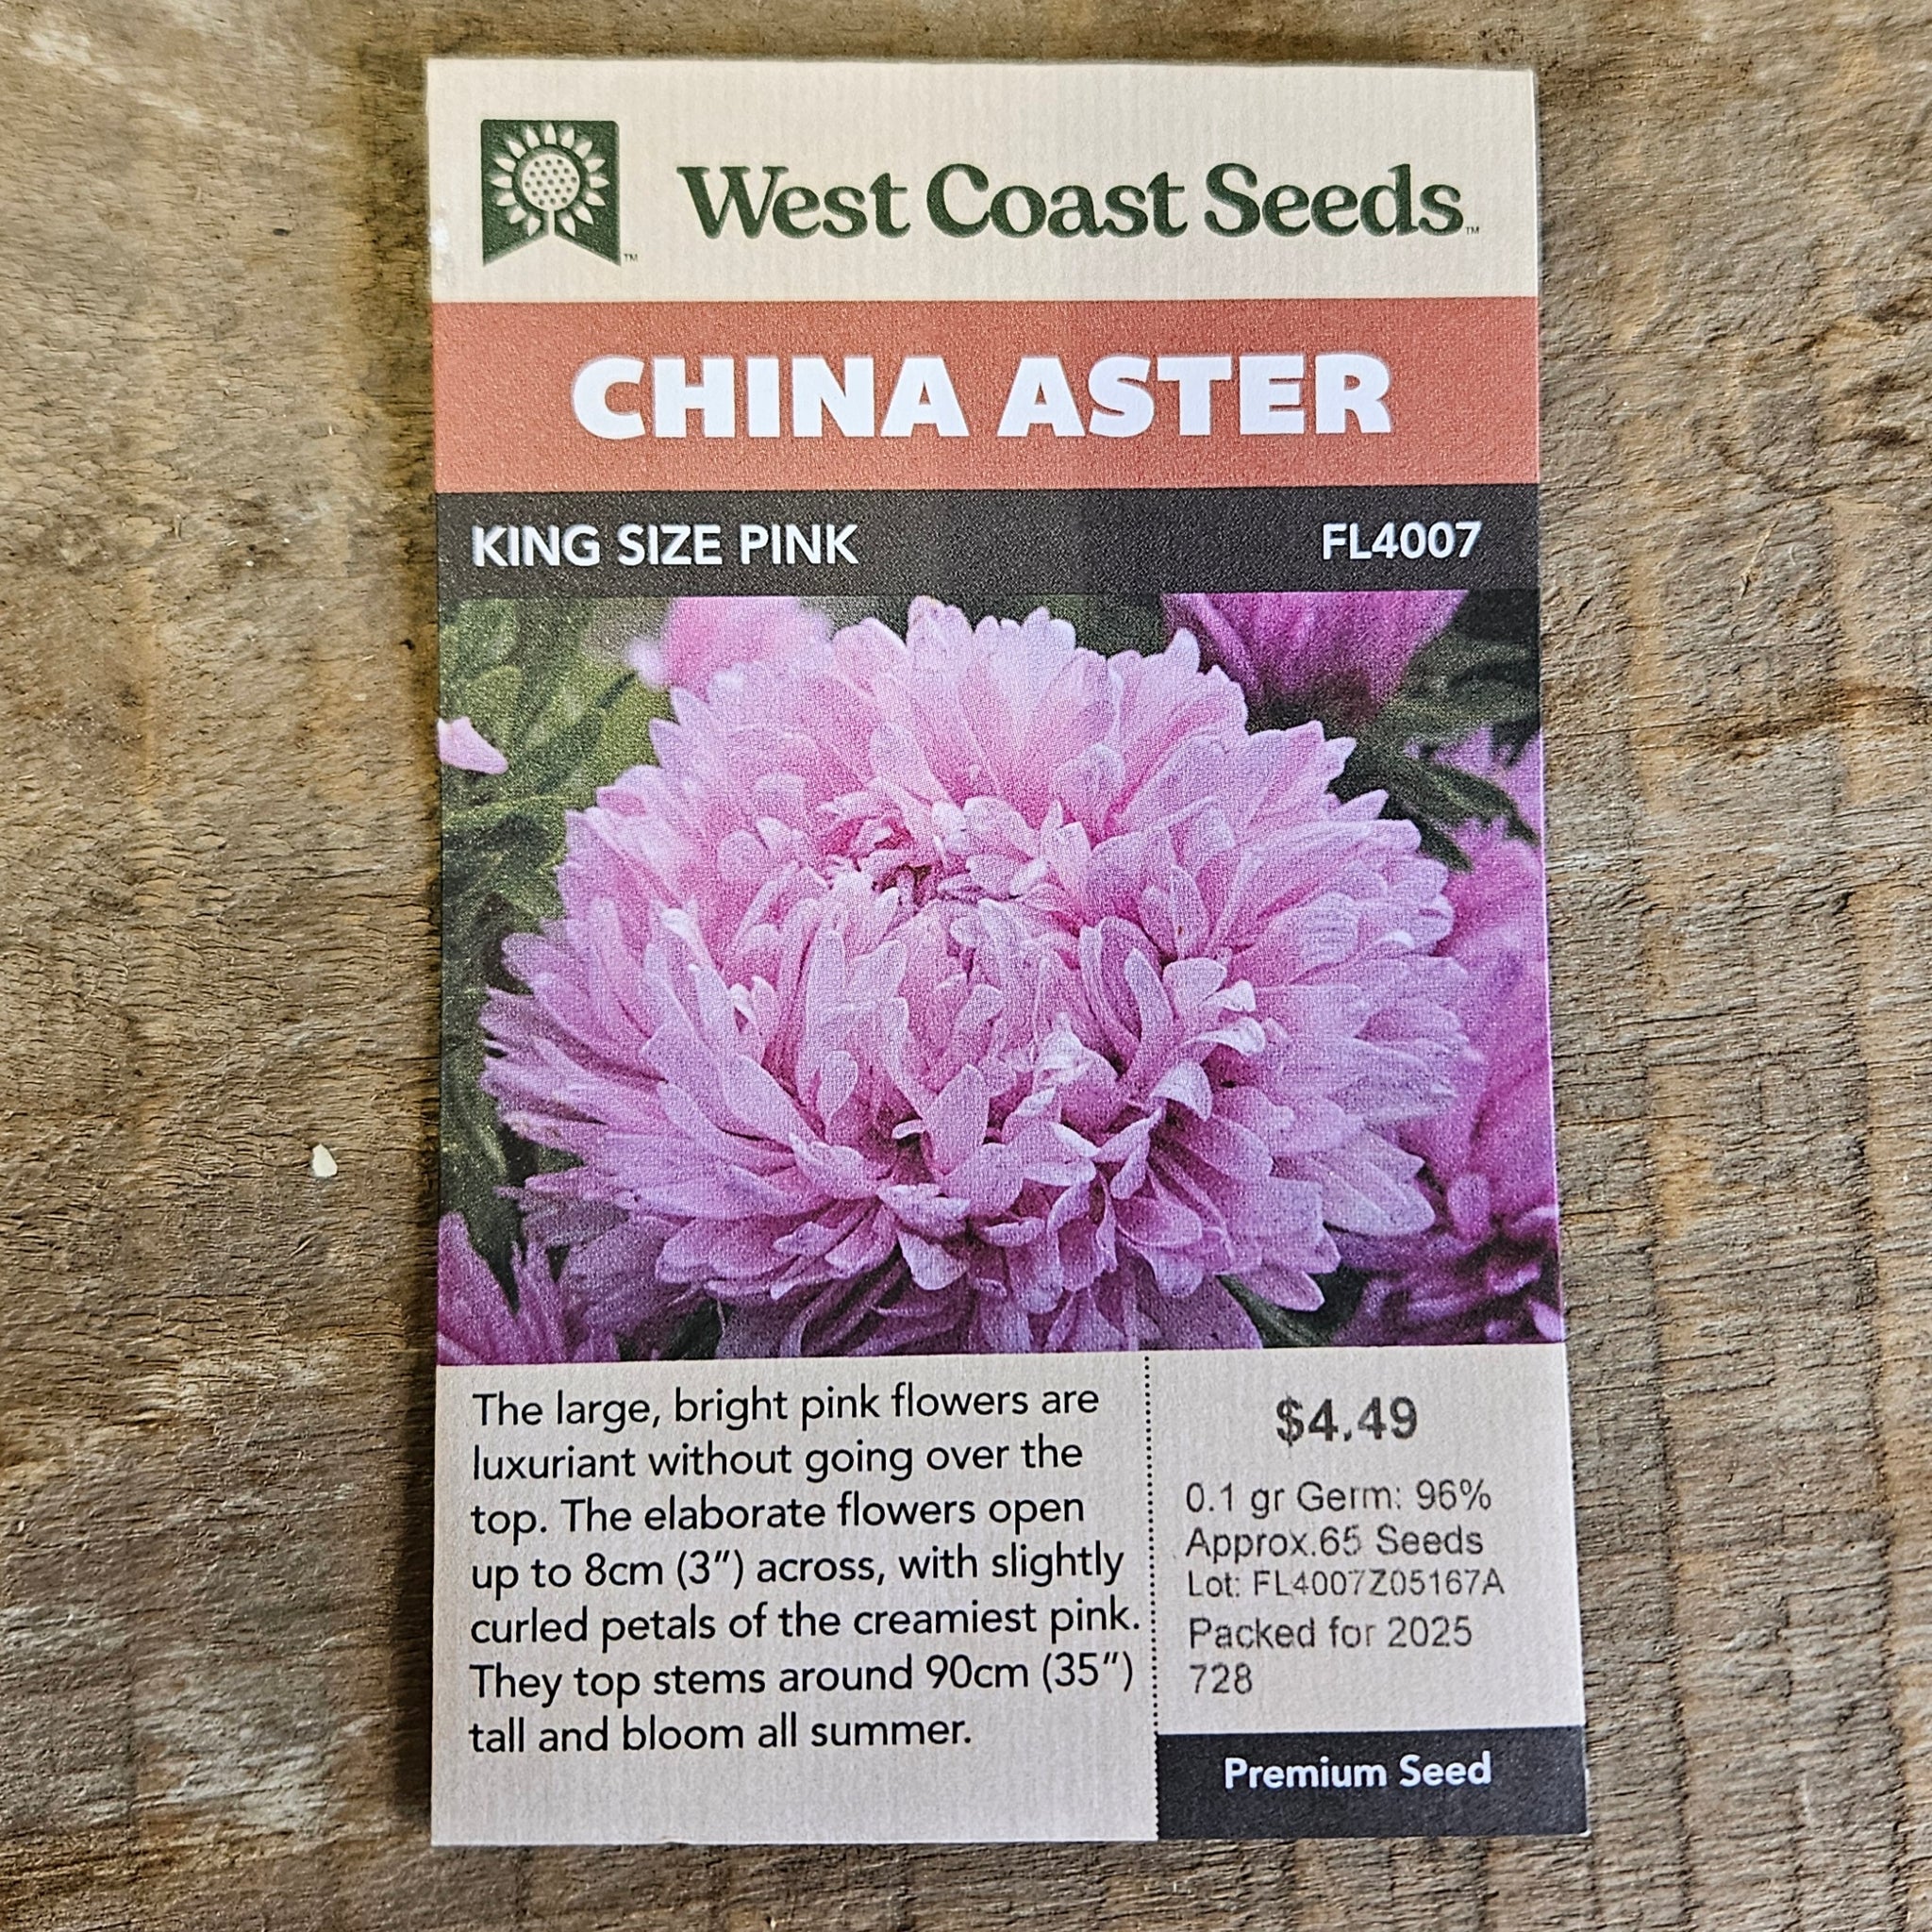 West Coast Seeds™
CHINA ASTER
KING SIZE PINK
FL4007
The large, bright pink flowers are
luxuriant without going over the
top. The elaborate flowers open
up to 8cm (3”) across, with slightly
curled petals of the creamiest pink.
They top stems around 90cm (35”)
tall and bloom all summer.
$4.49
0.1 gr Germ: 96%
Approx.65 Seeds
Lot: FL4007Z05167A
Packed for 2025
728
Premium Seed